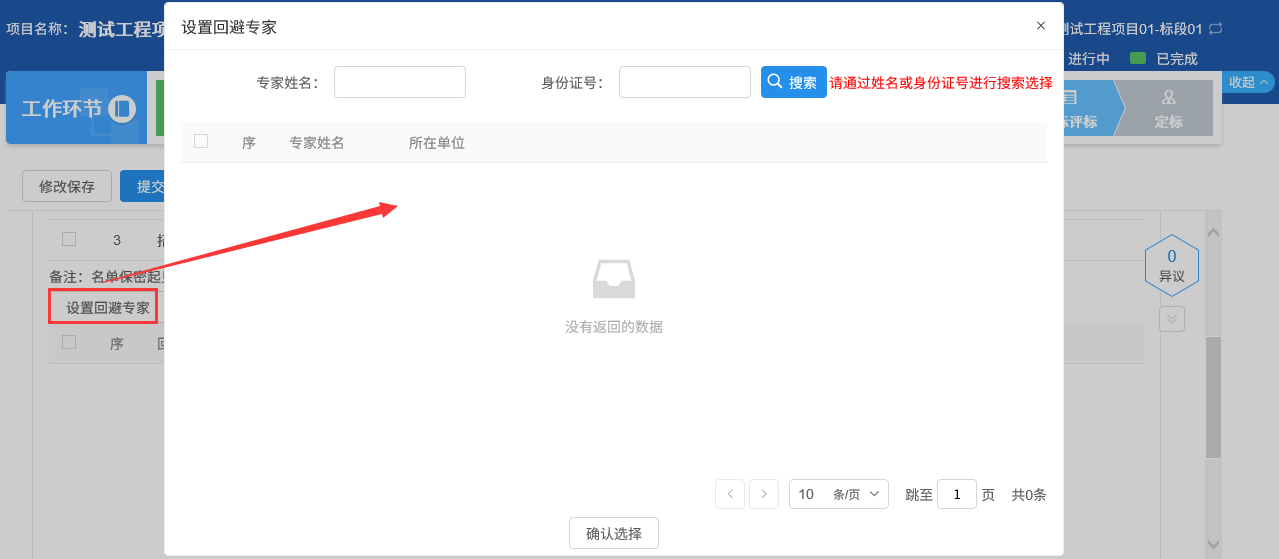 项目名称：测试工程项
设置回避专家
×
测试工程项目01-标段01
进行中 已完成
收起
工作环节
标评标
定标
专家姓名：
身份证号：
搜索
请通过姓名或身份证号进行搜索选择
序 专家姓名 所在单位
修改保存
提交
3
备注：名单保密起
设置回避专家
序
0
异议
没有返回的数据
10 条/页 跳至 1 页 共0条
确认选择